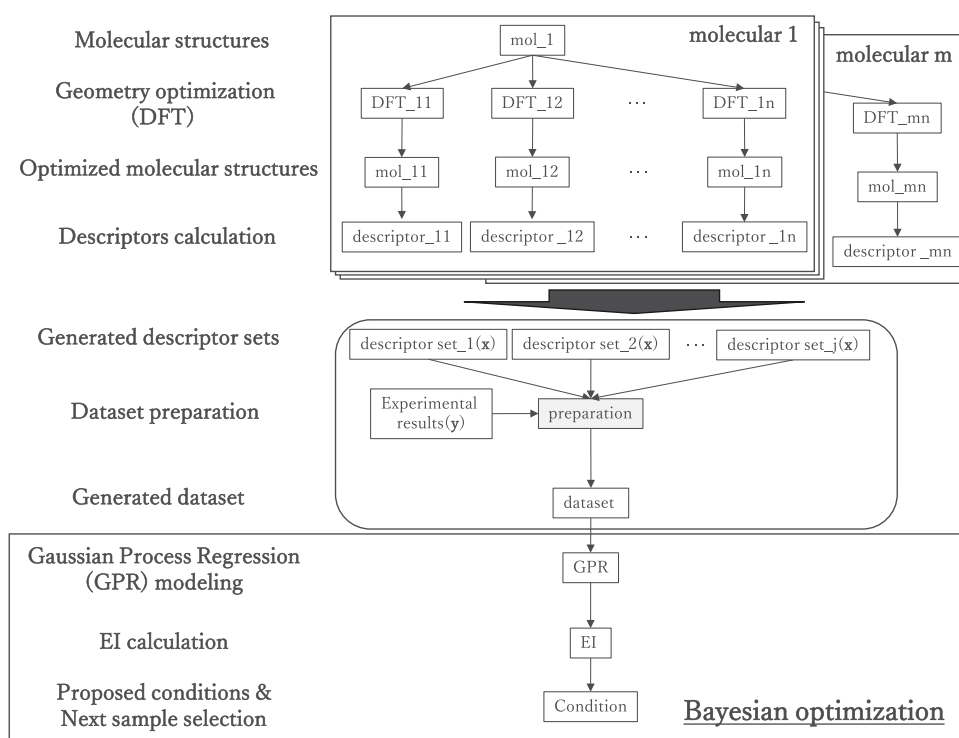 Molecular structures
mol_1
molecular 1
molecular m
Geometry optimization
(DFT)
DFT_11
DFT_12
...
DFT_1n
DFT_mn
Optimized molecular structures
mol_11
mol_12
...
mol_1n
mol_mn
Descriptors calculation
descriptor_11
descriptor _12
...
descriptor _1n
descriptor _mn
Generated descriptor sets
descriptor set_1(x)
descriptor set_2(x)
...
descriptor set_j(x)
Dataset preparation
Experimental
results(y)
preparation
Generated dataset
dataset
Gaussian Process Regression
(GPR) modeling
GPR
EI calculation
EI
Proposed conditions &
Next sample selection
Condition
Bayesian optimization